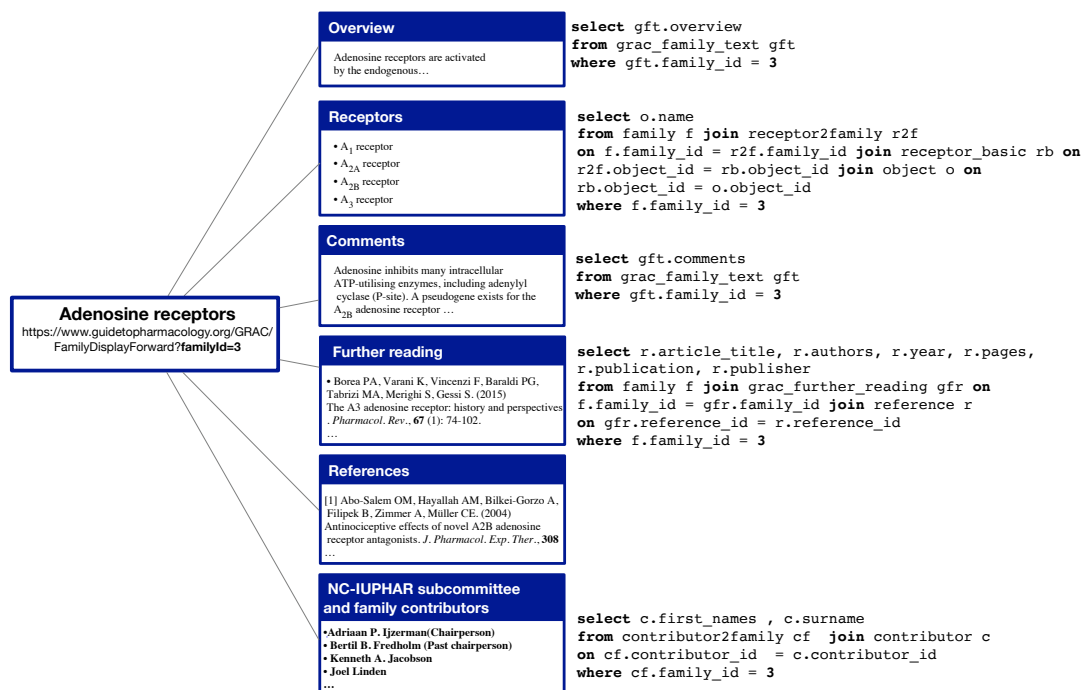 Adenosine receptors
https://www.guidetopharmacology.org/GRAC/
FamilyDisplayForward?familyId=3
Overview
Adenosine receptors are activated
by the endogenous…
select gft.overview
from grac_family_text gft
where gft.family_id = 3
Receptors
• A1 receptor
• A2A receptor
• A2B receptor
• A3 receptor
select o.name
from family f join receptor2family r2f
on f.family_id = r2f.family_id join receptor_basic rb on
r2f.object_id = rb.object_id join object o on
rb.object_id = o.object_id
where f.family_id = 3
Comments
Adenosine inhibits many intracellular
ATP-utilising enzymes, including adenylyl
cyclase (P-site). A pseudogene exists for the
A2B adenosine receptor …
select gft.comments
from grac_family_text gft
where gft.family_id = 3
Further reading
• Borea PA, Varani K, Vincenzi F, Baraldi PG,
Tabrizi MA, Merighi S, Gessi S. (2015)
The A3 adenosine receptor: history and perspectives
. Pharmacol. Rev., 67 (1): 74-102.
…
select r.article_title, r.authors, r.year, r.pages,
r.publication, r.publisher
from family f join grac_further_reading gfr on
f.family_id = gfr.family_id join reference r
on gfr.reference_id = r.reference_id
where f.family_id = 3
References
[1] Abo-Salem OM, Hayallah AM, Bilkei-Gorzo A,
Filipek B, Zimmer A, Müller CE. (2004)
Antinociceptive effects of novel A2B adenosine
receptor antagonists. J. Pharmacol. Exp. Ther., 308
…
NC-IUPHAR subcommittee
and family contributors
•Adriaan P. Ijzerman(Chairperson)
• Bertil B. Fredholm (Past chairperson)
• Kenneth A. Jacobson
• Joel Linden
…
select c.first_names , c.surname
from contributor2family cf join contributor c
on cf.contributor_id = c.contributor_id
where cf.family_id = 3